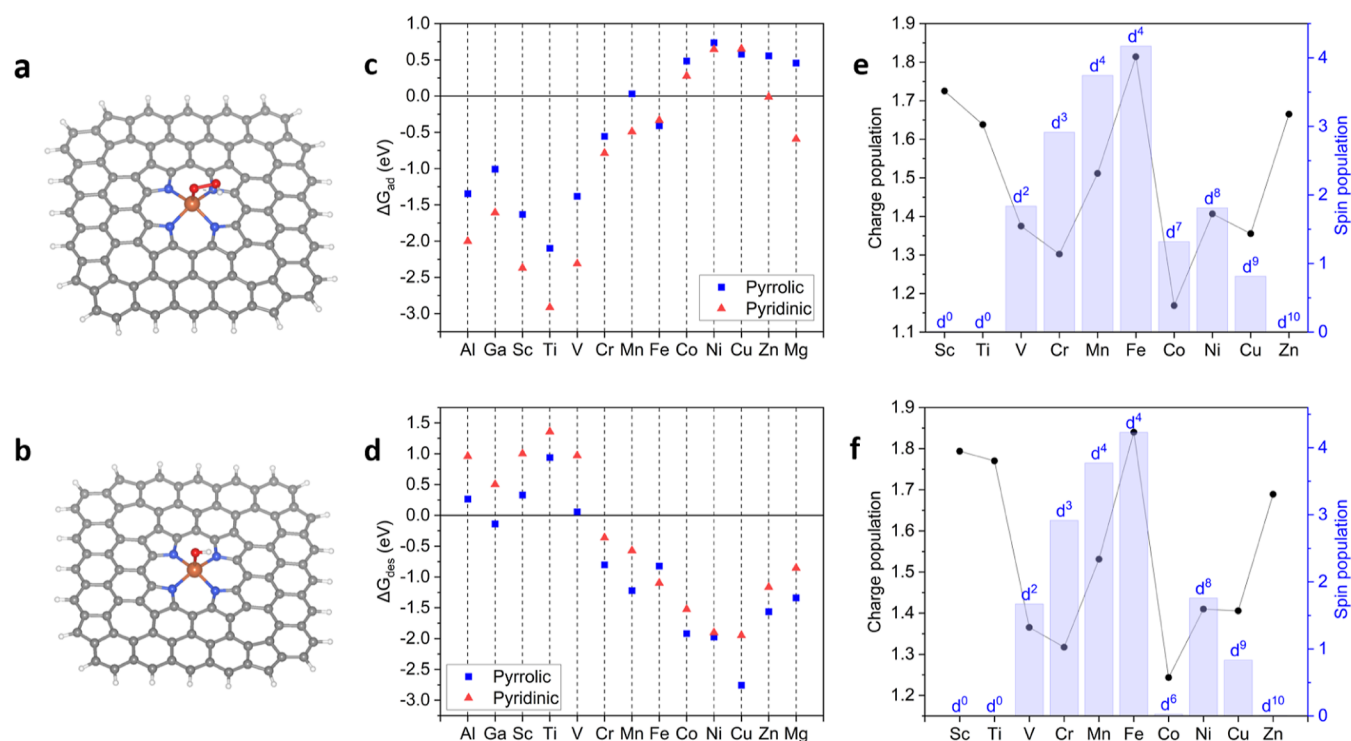 a
c
1.0
0.5
0.0
-0.5
-1.0
-1.5
-2.0
-2.5
-3.0
ΔG_ad (eV)
Pyrrolic
Pyridinic
Al Ga Sc Ti V Cr Mn Fe Co Ni Cu Zn Mg
e
1.9
1.8
1.7
1.6
1.5
1.4
1.3
1.2
1.1
Charge population
d⁰ d⁰ d² d³ d⁴ d⁴ d⁷ d⁸ d⁹ d¹⁰
Sc Ti V Cr Mn Fe Co Ni Cu Zn
4
3
2
1
0
Spin population
b
d
1.5
1.0
0.5
0.0
-0.5
-1.0
-1.5
-2.0
-2.5
-3.0
ΔG_des (eV)
Pyrrolic
Pyridinic
Al Ga Sc Ti V Cr Mn Fe Co Ni Cu Zn Mg
f
1.9
1.8
1.7
1.6
1.5
1.4
1.3
1.2
Charge population
d⁰ d⁰ d² d³ d⁴ d⁴ d⁶ d⁸ d⁹ d¹⁰
Sc Ti V Cr Mn Fe Co Ni Cu Zn
4
3
2
1
0
Spin population